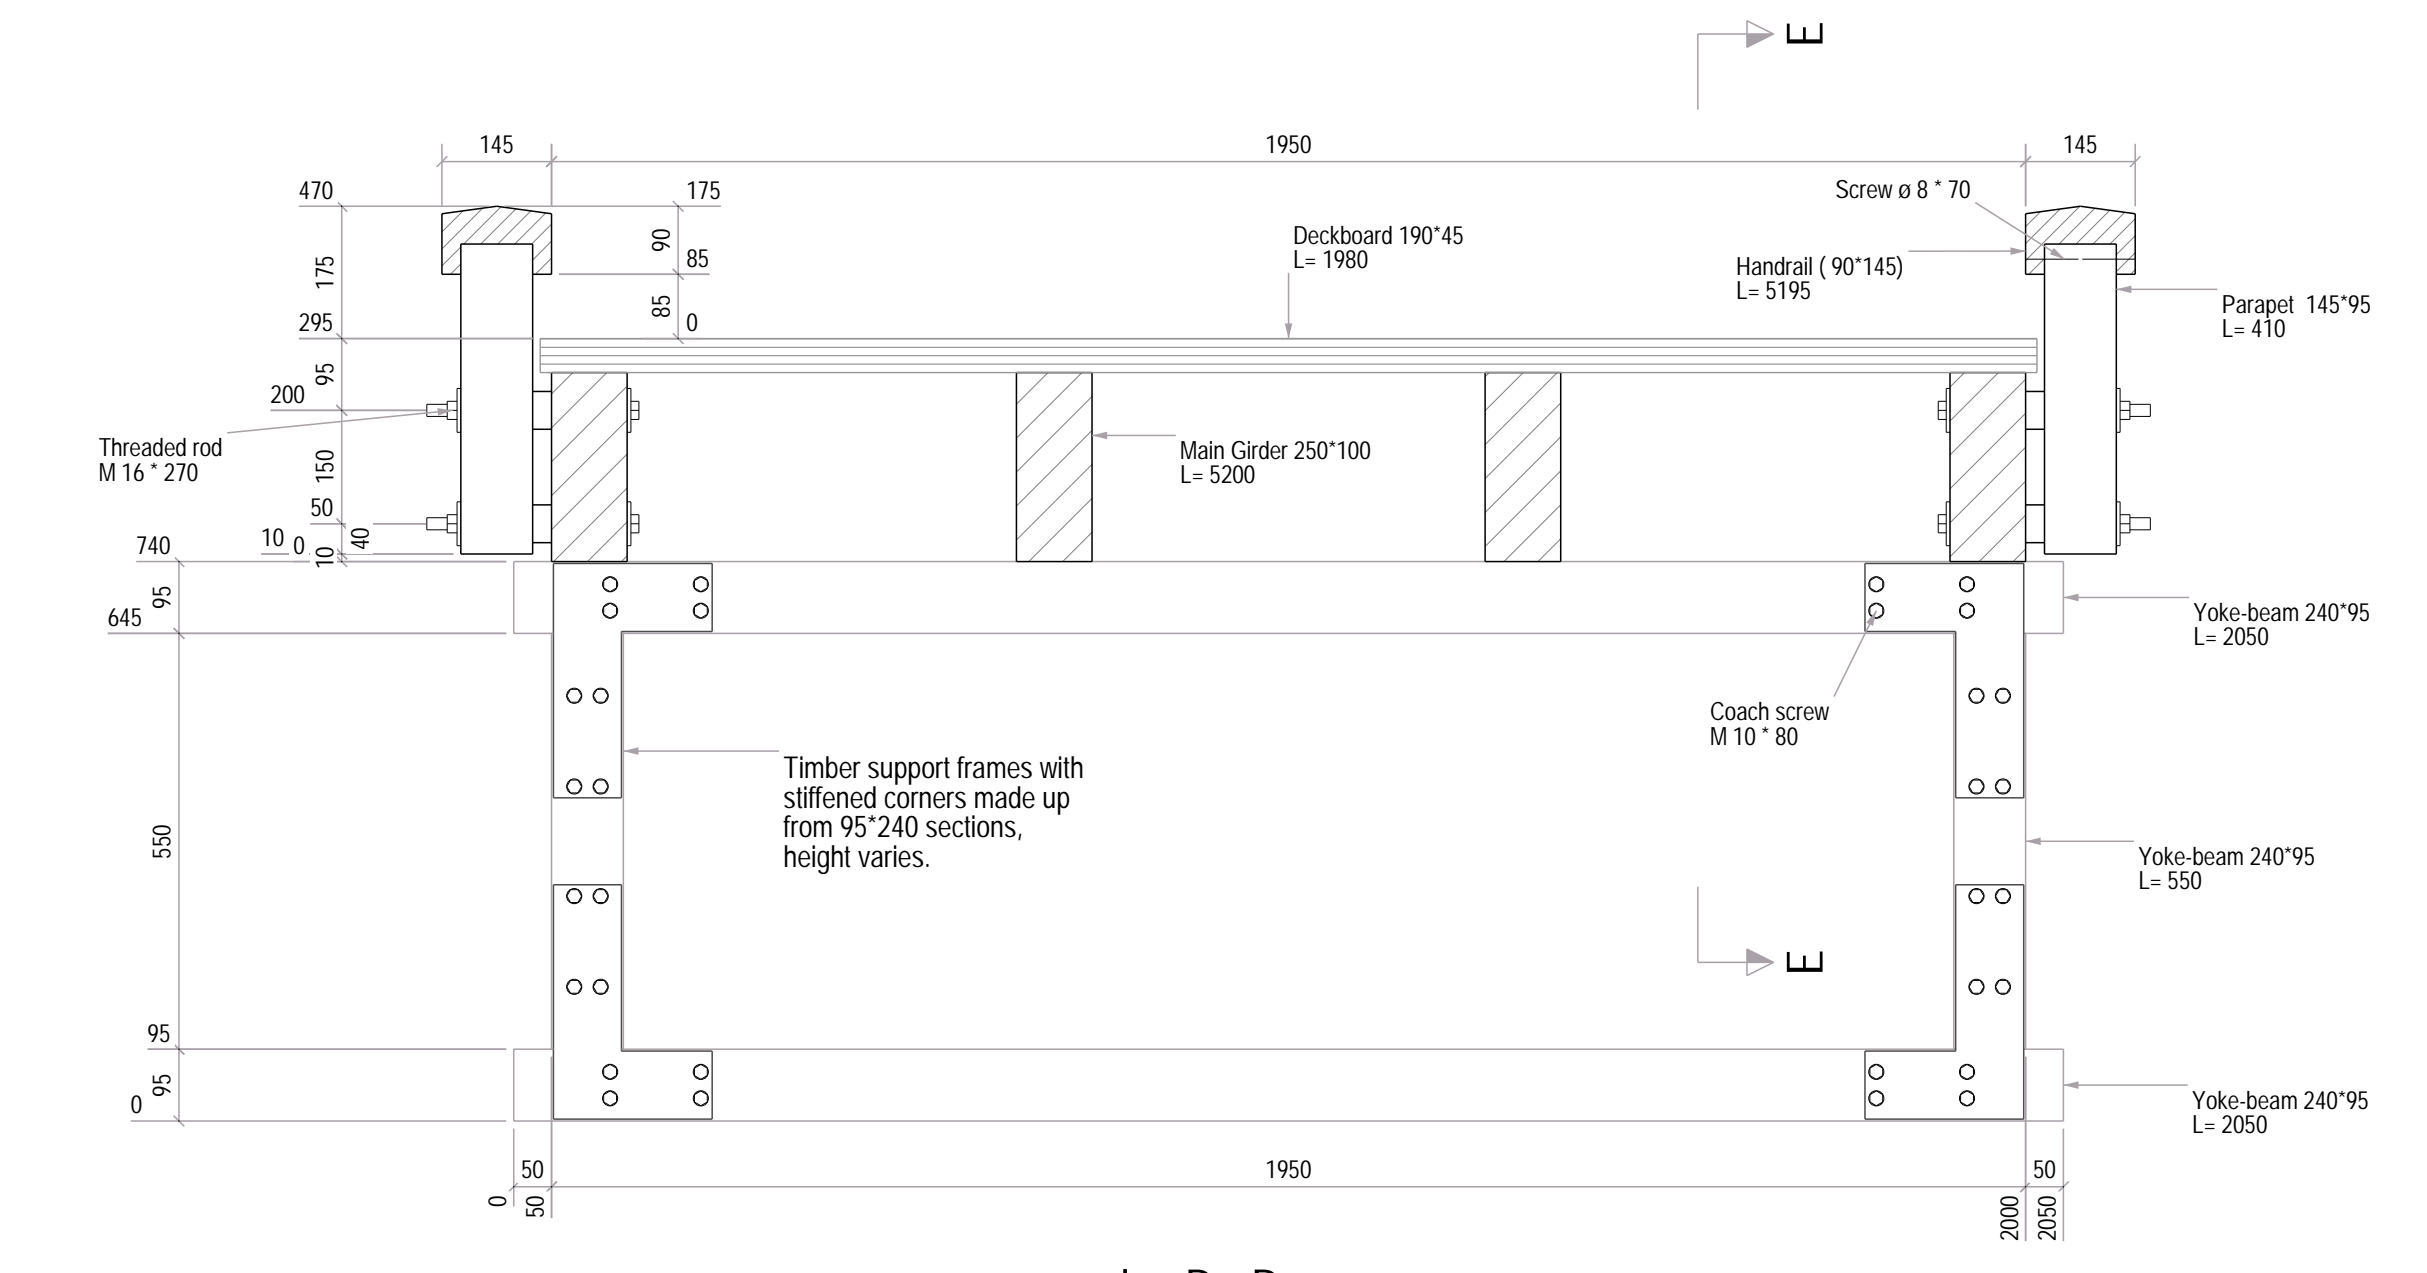 E
145
1950
145
470
175
Screw ø 8 * 70
90
Deckboard 190*45
L= 1980
85
175
Handrail ( 90*145)
L= 5195
85
Parapet 145*95
L= 410
295
0
95
200
Threaded rod
M 16 * 270
Main Girder 250*100
L= 5200
150
50
10
0
40
10
740
95
645
Yoke-beam 240*95
L= 2050
Coach screw
M 10 * 80
Timber support frames with
stiffened corners made up
from 95*240 sections,
height varies.
550
Yoke-beam 240*95
L= 550
E
95
95
0
Yoke-beam 240*95
L= 2050
50
1950
50
0
50
2000
2050